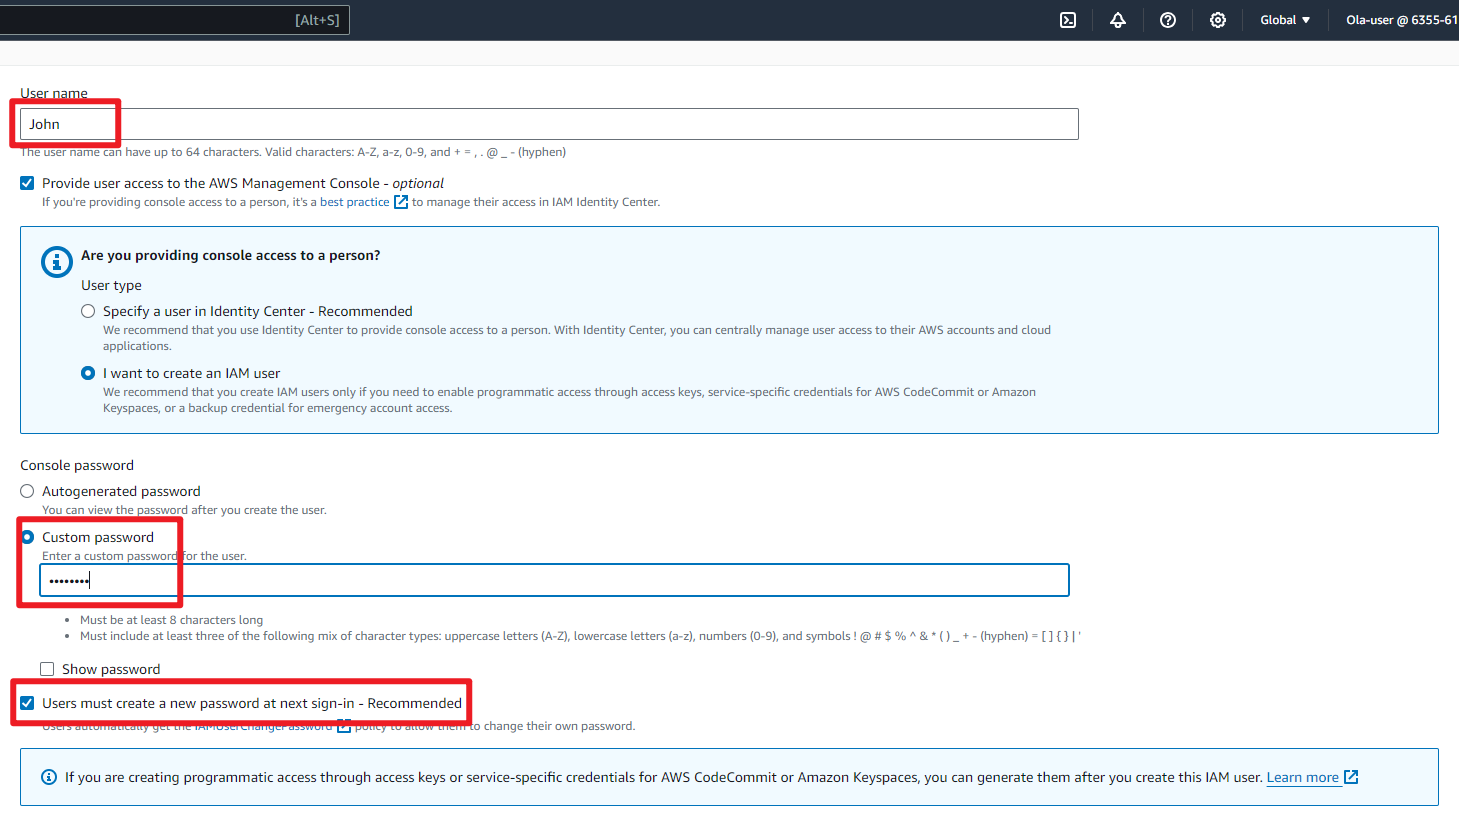 [Alt+S]
Global ▼
Ola-user @ 6355-61
User name
John
The user name can have up to 64 characters. Valid characters: A-Z, a-z, 0-9, and + = , . @ _ - (hyphen)
Provide user access to the AWS Management Console - optional
If you're providing console access to a person, it's a best practice to manage their access in IAM Identity Center.
Are you providing console access to a person?
User type
Specify a user in Identity Center - Recommended
We recommend that you use Identity Center to provide console access to a person. With Identity Center, you can centrally manage user access to their AWS accounts and cloud
applications.
I want to create an IAM user
We recommend that you create IAM users only if you need to enable programmatic access through access keys, service-specific credentials for AWS CodeCommit or Amazon
Keyspaces, or a backup credential for emergency account access.
Console password
Autogenerated password
You can view the password after you create the user.
Custom password
Enter a custom password for the user.
••••••••
• Must be at least 8 characters long
• Must include at least three of the following mix of character types: uppercase letters (A-Z), lowercase letters (a-z), numbers (0-9), and symbols ! @ # $ % ^ & * ( ) _ + - (hyphen) = [ ] { } | '
Show password
Users must create a new password at next sign-in - Recommended
Users automatically get the IAMUserChangePassword policy to allow them to change their own password.
If you are creating programmatic access through access keys or service-specific credentials for AWS CodeCommit or Amazon Keyspaces, you can generate them after you create this IAM user. Learn more